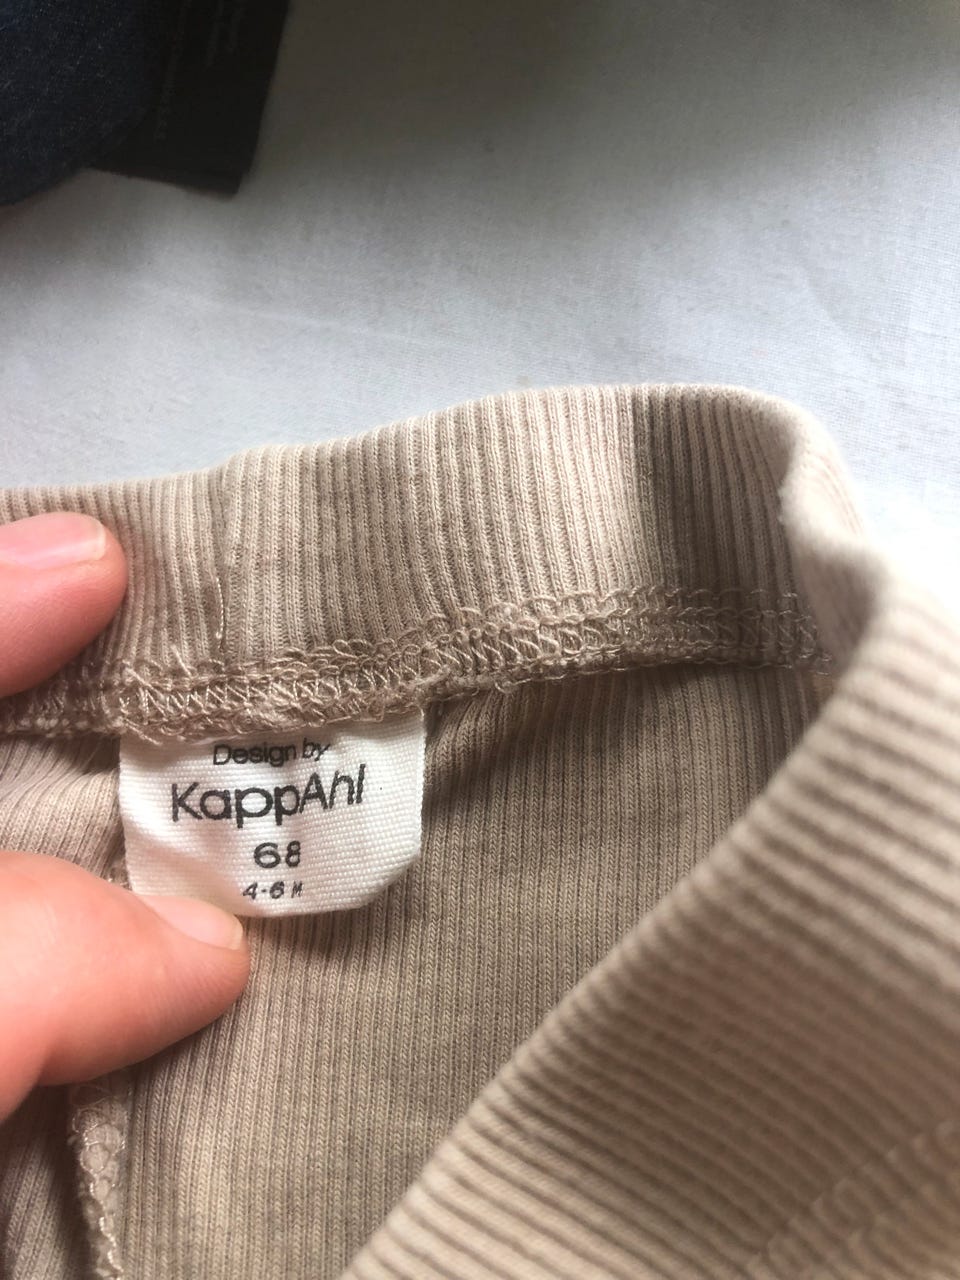 Design by
KappAhl
68
4-6 M